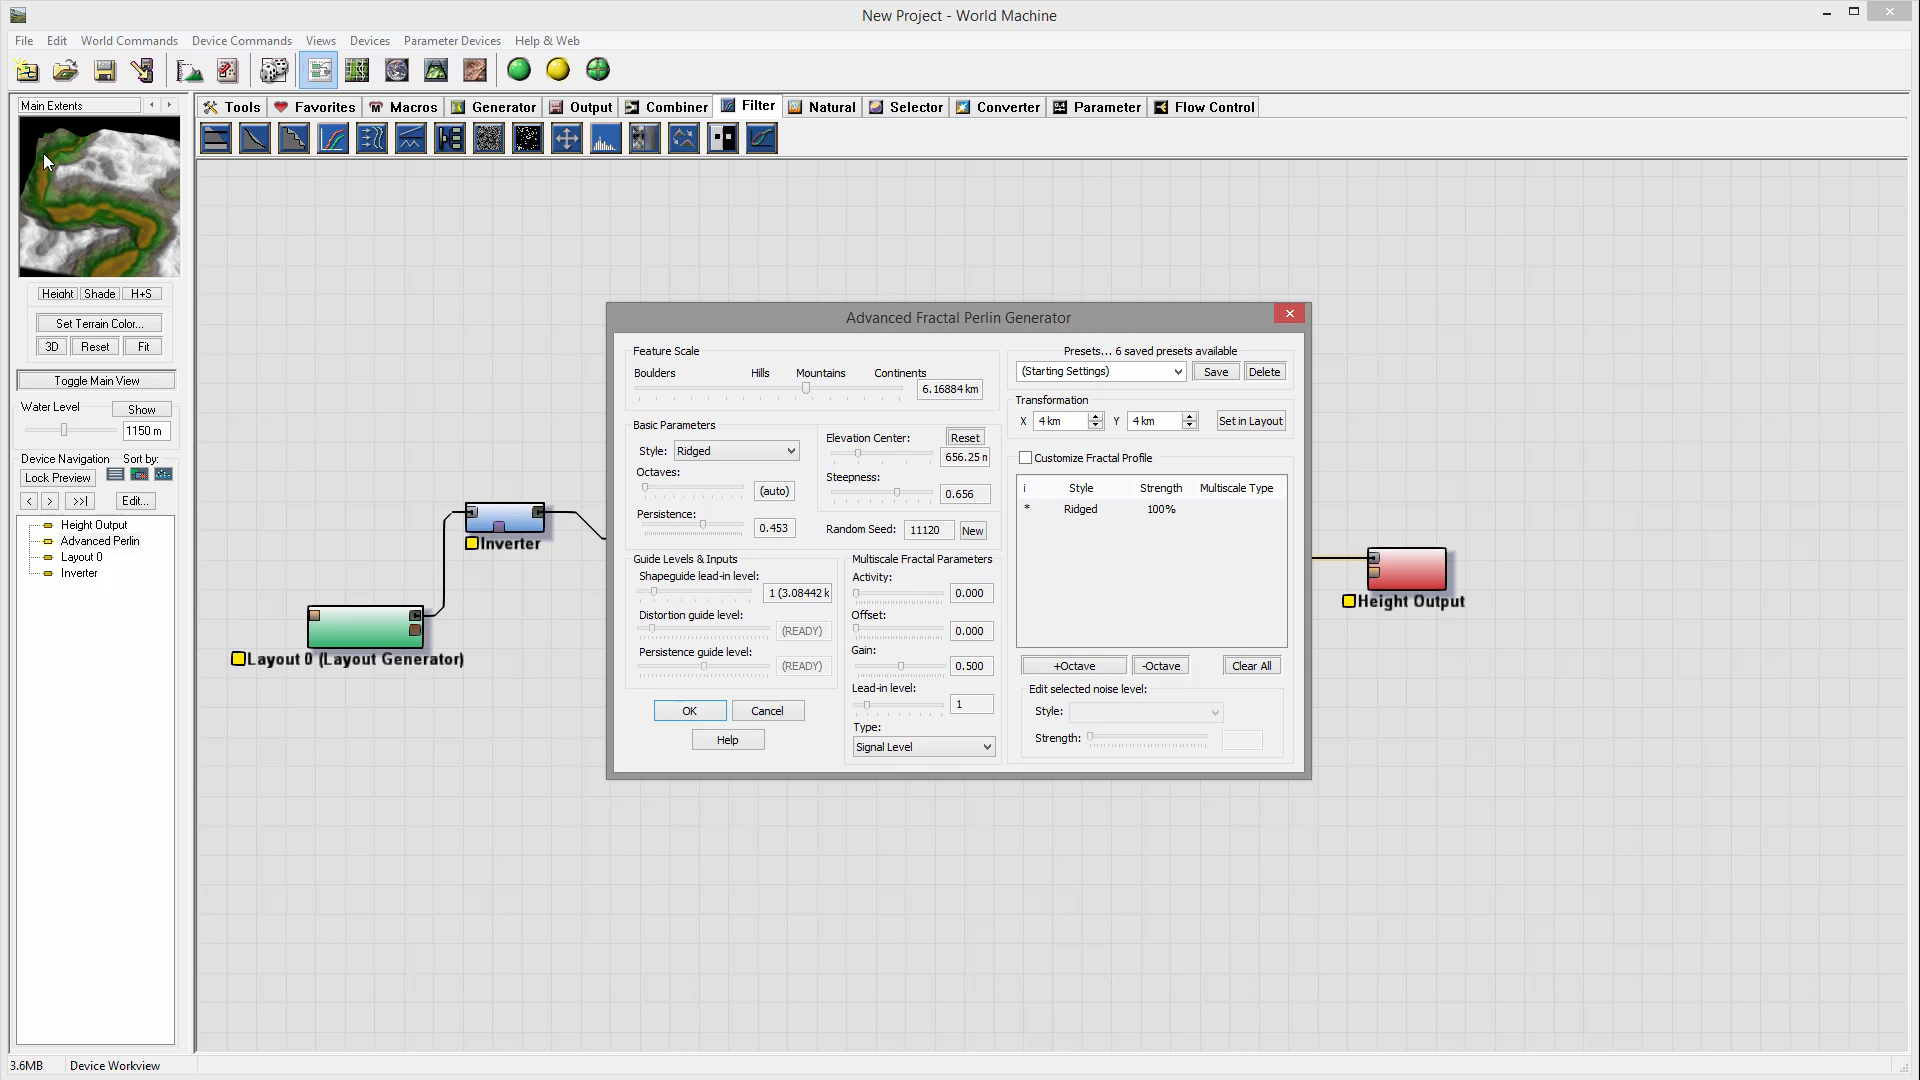 New Project - World Machine
File Edit World Commands Device Commands Views Devices Parameter Devices Help & Web
Main Extents
Tools Favorites Macros Generator Output Combiner Filter Natural Selector Converter Parameter Flow Control
Height Shade H+S
Set Terrain Color...
3D Reset Fit
Toggle Main View
Water Level Show
1150 m
Device Navigation Sort by:
Lock Preview
< > >>I Edit...
Height Output
Advanced Perlin
Layout 0
Inverter
Inverter
Layout 0 (Layout Generator)
Height Output
Advanced Fractal Perlin Generator
Feature Scale
Boulders Hills Mountains Continents
6.16884 km
Basic Parameters
Style: Ridged
Octaves:
(auto)
Persistence:
0.453
Elevation Center: Reset
656.25 n
Steepness:
0.656
Random Seed: 11120 New
Guide Levels & Inputs
Shapeguide lead-in level:
1 (3.08442 k
Distortion guide level:
(READY)
Persistence guide level:
(READY)
OK Cancel
Help
Multiscale Fractal Parameters
Activity:
0.000
Offset:
0.000
Gain:
0.500
Lead-in level:
1
Type:
Signal Level
Presets... 6 saved presets available
(Starting Settings) Save Delete
Transformation
X 4 km Y 4 km Set in Layout
Customize Fractal Profile
i Style Strength Multiscale Type
* Ridged 100%
+Octave -Octave Clear All
Edit selected noise level:
Style:
Strength:
3.6MB Device Workview